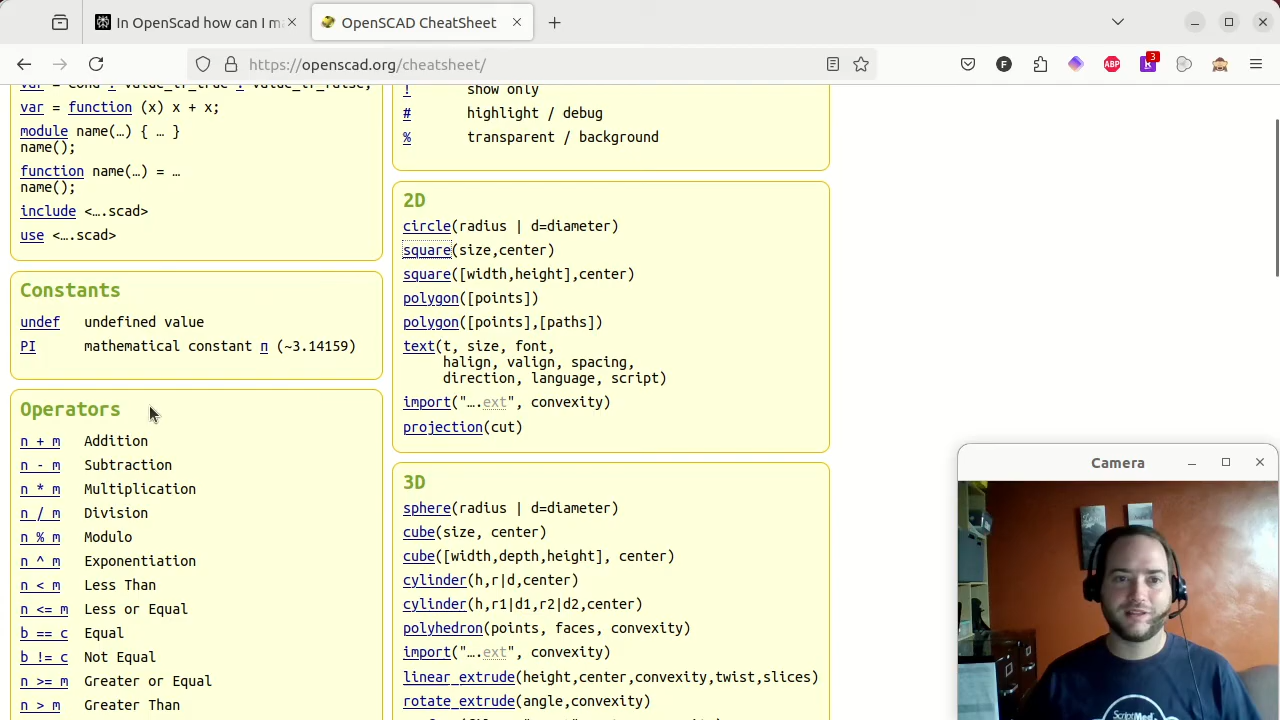 In OpenScad how can I m
OpenSCAD CheatSheet
https://openscad.org/cheatsheet/
3
var = function (x) x + x;
module name(…) { … }
name();
function name(…) = …
name();
include <….scad>
use <….scad>
Constants
undef undefined value
PI mathematical constant π (~3.14159)
Operators
n + m Addition
n - m Subtraction
n * m Multiplication
n / m Division
n % m Modulo
n ^ m Exponentiation
n < m Less Than
n <= m Less or Equal
b == c Equal
b != c Not Equal
n >= m Greater or Equal
n > m Greater Than
! show only
# highlight / debug
% transparent / background
2D
circle(radius | d=diameter)
square(size,center)
square([width,height],center)
polygon([points])
polygon([points],[paths])
text(t, size, font,
halign, valign, spacing,
direction, language, script)
import("….ext", convexity)
projection(cut)
3D
sphere(radius | d=diameter)
cube(size, center)
cube([width,depth,height], center)
cylinder(h,r|d,center)
cylinder(h,r1|d1,r2|d2,center)
polyhedron(points, faces, convexity)
import("….ext", convexity)
linear_extrude(height,center,convexity,twist,slices)
rotate_extrude(angle,convexity)
Camera
ScriptMed